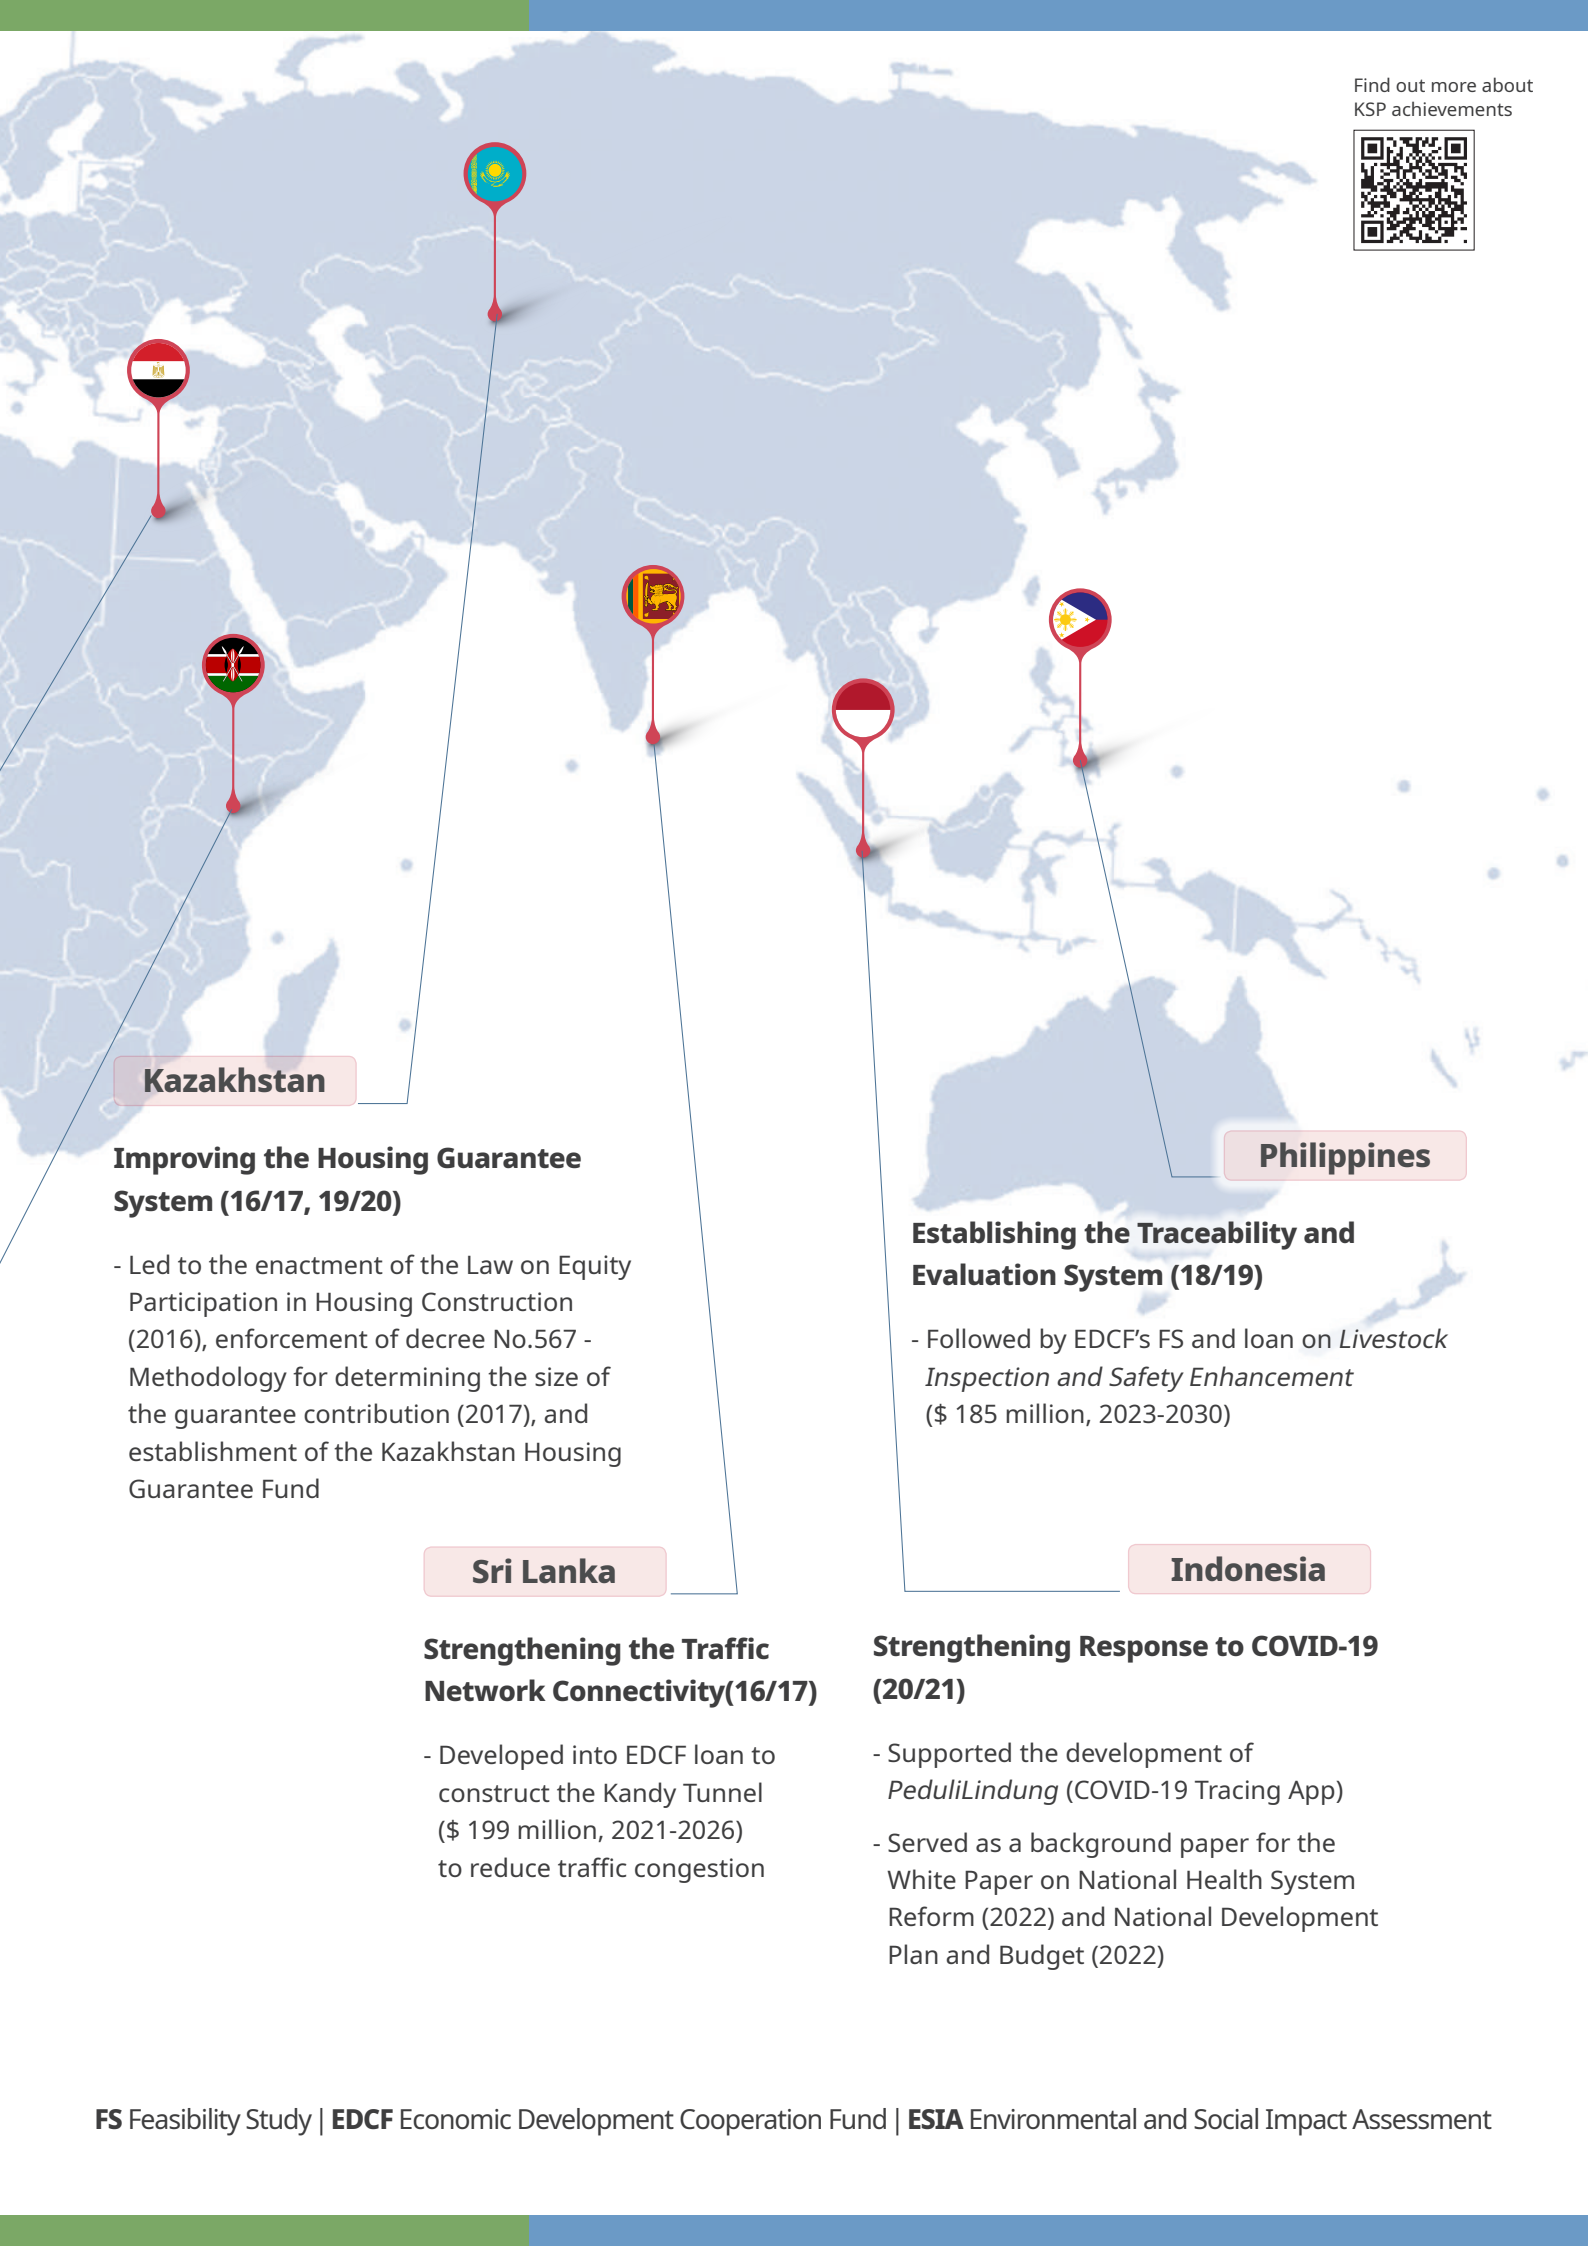 Find out more about
KSP achievements
Kazakhstan
Improving the Housing Guarantee
System (16/17, 19/20)
- Led to the enactment of the Law on Equity
Participation in Housing Construction
(2016), enforcement of decree No.567 -
Methodology for determining the size of
the guarantee contribution (2017), and
establishment of the Kazakhstan Housing
Guarantee Fund
Philippines
Establishing the Traceability and
Evaluation System (18/19)
- Followed by EDCF’s FS and loan on Livestock
Inspection and Safety Enhancement
($ 185 million, 2023-2030)
Sri Lanka
Strengthening the Traffic
Network Connectivity(16/17)
- Developed into EDCF loan to
construct the Kandy Tunnel
($ 199 million, 2021-2026)
to reduce traffic congestion
Indonesia
Strengthening Response to COVID-19
(20/21)
- Supported the development of
PeduliLindung (COVID-19 Tracing App)
- Served as a background paper for the
White Paper on National Health System
Reform (2022) and National Development
Plan and Budget (2022)
FS Feasibility Study | EDCF Economic Development Cooperation Fund | ESIA Environmental and Social Impact Assessment